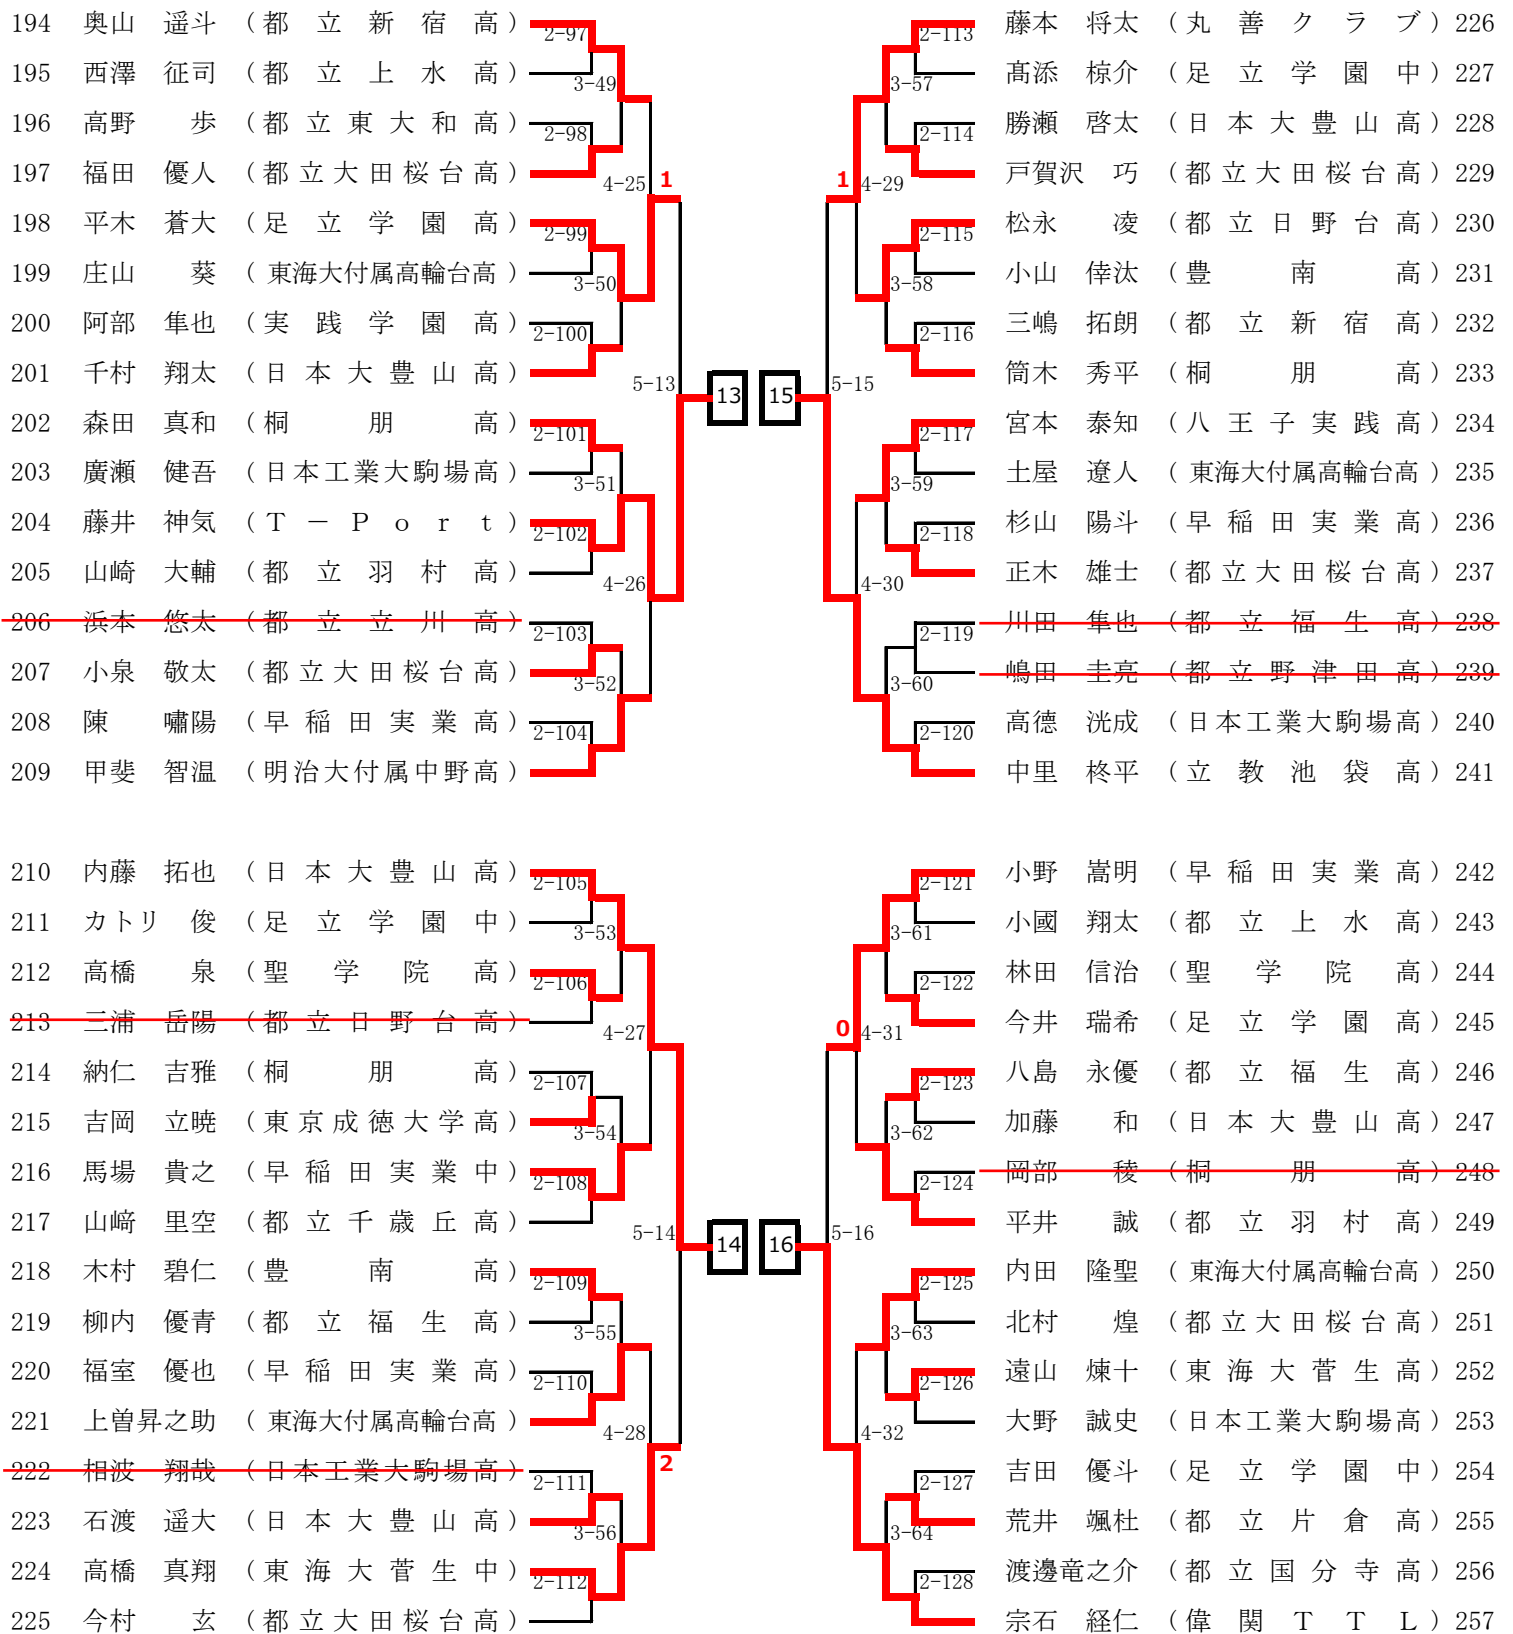 194 奥山 遥斗 (都立新宿高)
2-97
195 西澤 征司 (都立上水高)
3-49
196 高野 歩 (都立東大和高)
2-98
197 福田 優人 (都立大田桜台高)
4-25 1
198 平木 蒼大 (足立学園高)
2-99
199 庄山 葵 (東海大付属高輪台高)
3-50
200 阿部 隼也 (実践学園高)
2-100
201 千村 翔太 (日本大豊山高)
5-13
13
202 森田 真和 (桐朋高)
2-101
203 廣瀬 健吾 (日本工業大駒場高)
3-51
204 藤井 神気 (T-Port)
2-102
205 山崎 大輔 (都立羽村高)
4-26
206 浜本 悠太 (都立立川高)
2-103
207 小泉 敬太 (都立大田桜台高)
3-52
208 陳 嘯陽 (早稲田実業高)
2-104
209 甲斐 智温 (明治大付属中野高)
藤本 将太 (丸善クラブ) 226
2-113
髙添 椋介 (足立学園中) 227
3-57
勝瀬 啓太 (日本大豊山高) 228
2-114
戸賀沢 巧 (都立大田桜台高) 229
1 4-29
松永 凌 (都立日野台高) 230
2-115
小山 倖汰 (豊南高) 231
3-58
三嶋 拓朗 (都立新宿高) 232
2-116
筒木 秀平 (桐朋高) 233
15
5-15
宮本 泰知 (八王子実践高) 234
2-117
土屋 遼人 (東海大付属高輪台高) 235
3-59
杉山 陽斗 (早稲田実業高) 236
2-118
正木 雄士 (都立大田桜台高) 237
4-30
川田 隼也 (都立福生高) 238
2-119
嶋田 圭亮 (都立野津田高) 239
3-60
高德 洸成 (日本工業大駒場高) 240
2-120
中里 柊平 (立教池袋高) 241
210 内藤 拓也 (日本大豊山高)
2-105
211 カトリ 俊 (足立学園中)
3-53
212 高橋 泉 (聖学院高)
2-106
213 三浦 岳陽 (都立日野台高)
4-27
214 納仁 吉雅 (桐朋高)
2-107
215 吉岡 立暁 (東京成徳大学高)
3-54
216 馬場 貴之 (早稲田実業中)
2-108
217 山﨑 里空 (都立千歳丘高)
5-14
14
218 木村 碧仁 (豊南高)
2-109
219 柳内 優青 (都立福生高)
3-55
220 福室 優也 (早稲田実業高)
2-110
221 上曽昇之助 (東海大付属高輪台高)
4-28 2
222 相波 翔哉 (日本工業大駒場高)
2-111
223 石渡 遥大 (日本大豊山高)
3-56
224 高橋 真翔 (東海大菅生中)
2-112
225 今村 玄 (都立大田桜台高)
小野 嵩明 (早稲田実業高) 242
2-121
小國 翔太 (都立上水高) 243
3-61
林田 信治 (聖学院高) 244
2-122
今井 瑞希 (足立学園高) 245
0 4-31
八島 永優 (都立福生高) 246
2-123
加藤 和 (日本大豊山高) 247
3-62
岡部 稜 (桐朋高) 248
2-124
平井 誠 (都立羽村高) 249
16
5-16
内田 隆聖 (東海大付属高輪台高) 250
2-125
北村 煌 (都立大田桜台高) 251
3-63
遠山 煉十 (東海大菅生高) 252
2-126
大野 誠史 (日本工業大駒場高) 253
4-32
吉田 優斗 (足立学園中) 254
2-127
荒井 颯杜 (都立片倉高) 255
3-64
渡邊竜之介 (都立国分寺高) 256
2-128
宗石 経仁 (偉関TTL) 257